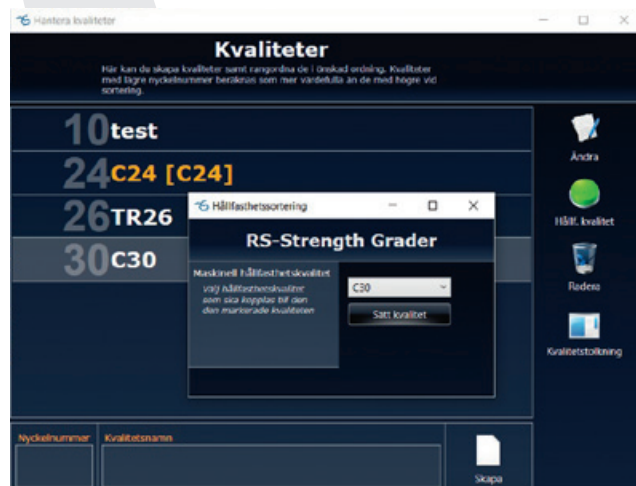 Hantera kvaliteter
Kvaliteter
Här kan du skapa kvaliteter samt rangordna de i önskad ordning. Kvaliteter
med lägre nyckelnummer beräknas som mer värdefulla än de med högre vid
sortering.
10 test
24 C24 [C24]
26 TR26
30 C30
Ändra
Hållf. kvalitet
Radera
Kvalitetstolkning
Hållfasthetssortering
RS-Strength Grader
Maskinell hållfasthetskvalitet
Välj hållfasthetskvaliter
som ska kopplas till den
den markerade kvaliteten
C30
Sätt kvalitet
Nyckelnummer
Kvalitetsnamn
Skapa